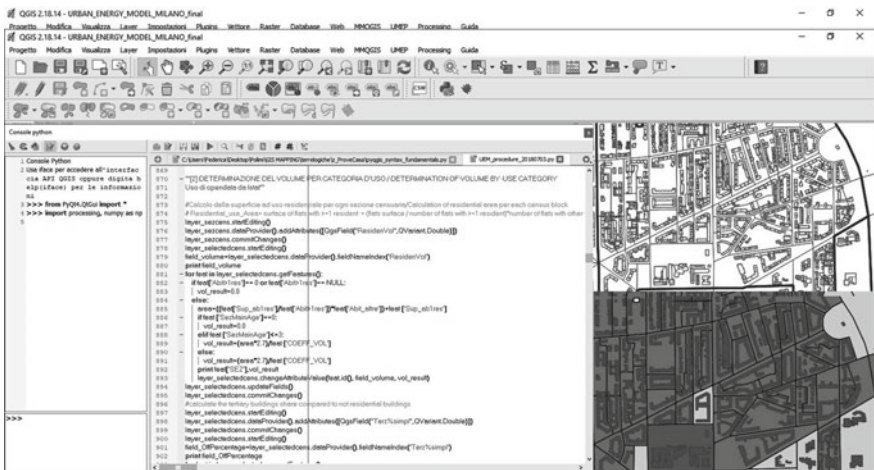 QGIS 2.18.14 - URBAN_ENERGY_MODEL_MILANO_final
Progetto Modifica Visualizza Layer Impostazioni Plugins Vettore Raster Database Web MMQGIS UMEP Processing Guida
QGIS 2.18.14 - URBAN_ENERGY_MODEL_MILANO_final
Progetto Modifica Visualizza Layer Impostazioni Plugins Vettore Raster Database Web MMQGIS UMEP Processing Guida
CSW
Console python
1 Console Python
2 Usa iface per accedere all'interfac
cia API QGIS oppure digita h
elp(iface) per le informazio
ni
3 >>> from PyQt4.QtGui import *
4 >>> import processing, numpy as np
5
>>>
UEM_procedure_20180703.py
869
870 '''[2] DETERMINAZIONE DEL VOLUME PER CATEGORIA D'USO / DETERMINATION OF VOLUME BY-USE CATEGORY
871 Uso di opendata da Istat'''
872
873 #Calcolo della superficie ad uso residenziale per ogni sezione censuaria/Calculation of residential area per each census block
874 # Residential_use_Area= surface of flats with >=1 resident + (flats surface / number of flats with >=1 resident)*number of flats with other
875 layer_sezcens.startEditing()
876 layer_sezcens.dataProvider().addAttributes([QgsField("ResidenVol",QVariant.Double)])
877 layer_sezcens.commitChanges()
878 layer_selectedcens.startEditing()
879 field_volume=layer_selectedcens.dataProvider().fieldNameIndex("ResidenVol")
880 print field_volume
881 for feat in layer_selectedcens.getFeatures():
882 if feat["Abit>1res"]== 0 or feat["Abit>1res"]== NULL:
883 vol_result=0.0
884 else:
885 area=((feat["Sup_ab1res"]/feat["Abit>1res"])*feat["Abit_altre"])+feat["Sup_ab1res"]
886 if feat["SezMainAge"]==0:
887 vol_result=0.0
888 elif feat["SezMainAge"]<=3:
889 vol_result=(area*2.7)/feat["COEFF_VOL"]
890 else:
891 vol_result=(area*2.7)/feat["COEFF_VOL"]
892 print feat["SEZ"],vol_result
893 layer_selectedcens.changeAttributeValue(feat.id(), field_volume, vol_result)
894 layer_selectedcens.updateFields()
895 layer_selectedcens.commitChanges()
896 #calculate the tertiary buildings share compared to not residential buildings
897 layer_selectedcens.startEditing()
898 layer_selectedcens.dataProvider().addAttributes([QgsField("Terz%simpl",QVariant.Double)])
899 layer_selectedcens.commitChanges()
900 layer_selectedcens.startEditing()
901 field_OffPercentage=layer_selectedcens.dataProvider().fieldNameIndex("Terz%simpl")
902 print field_OffPercentage